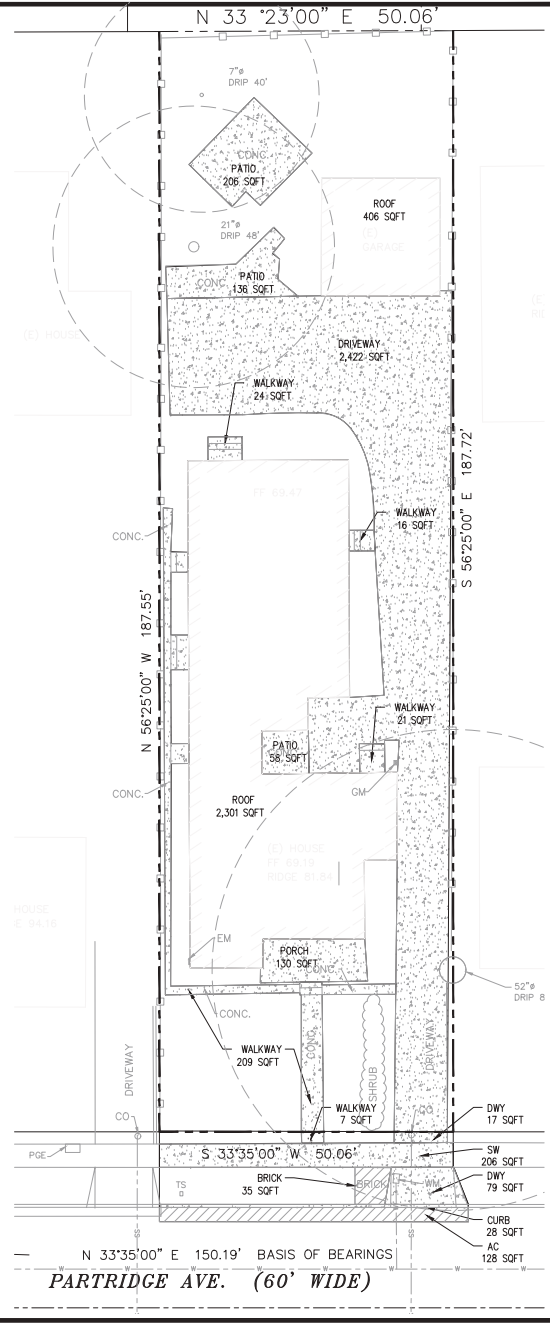 N 33 °23'00" E 50.06'
7"ø
DRIP 40'
CONC.
PATIO
206 SQFT
ROOF
406 SQFT
(E)
GARAGE
21"ø
DRIP 48'
PATIO
CONC.
136 SQFT
(E) HOUSE
DRIVEWAY
2,422 SQFT
WALKWAY
24 SQFT
S 56°25'00" E 187.72'
FF 69.47
WALKWAY
16 SQFT
CONC.
N 56°25'00" W 187.55'
WALKWAY
21 SQFT
PATIO
58 SQFT
GM
CONC.
ROOF
2,301 SQFT
(E) HOUSE
FF 69.19
RIDGE 81.84
HOUSE
EM
PORCH
130 SQFT
CONC.
52"ø
DRIP 8
CONC.
WALKWAY
209 SQFT
CONC.
SHRUB
DRIVEWAY
DRIVEWAY
CO
WALKWAY
7 SQFT
CO
DWY
17 SQFT
PGE
S 33°35'00" W 50.06'
SW
206 SQFT
BRICK
35 SQFT
BRICK
WM
DWY
79 SQFT
TS
CURB
28 SQFT
AC
128 SQFT
SS
SS
N 33°35'00" E 150.19' BASIS OF BEARINGS
W W W W W W
PARTRIDGE AVE. (60' WIDE)